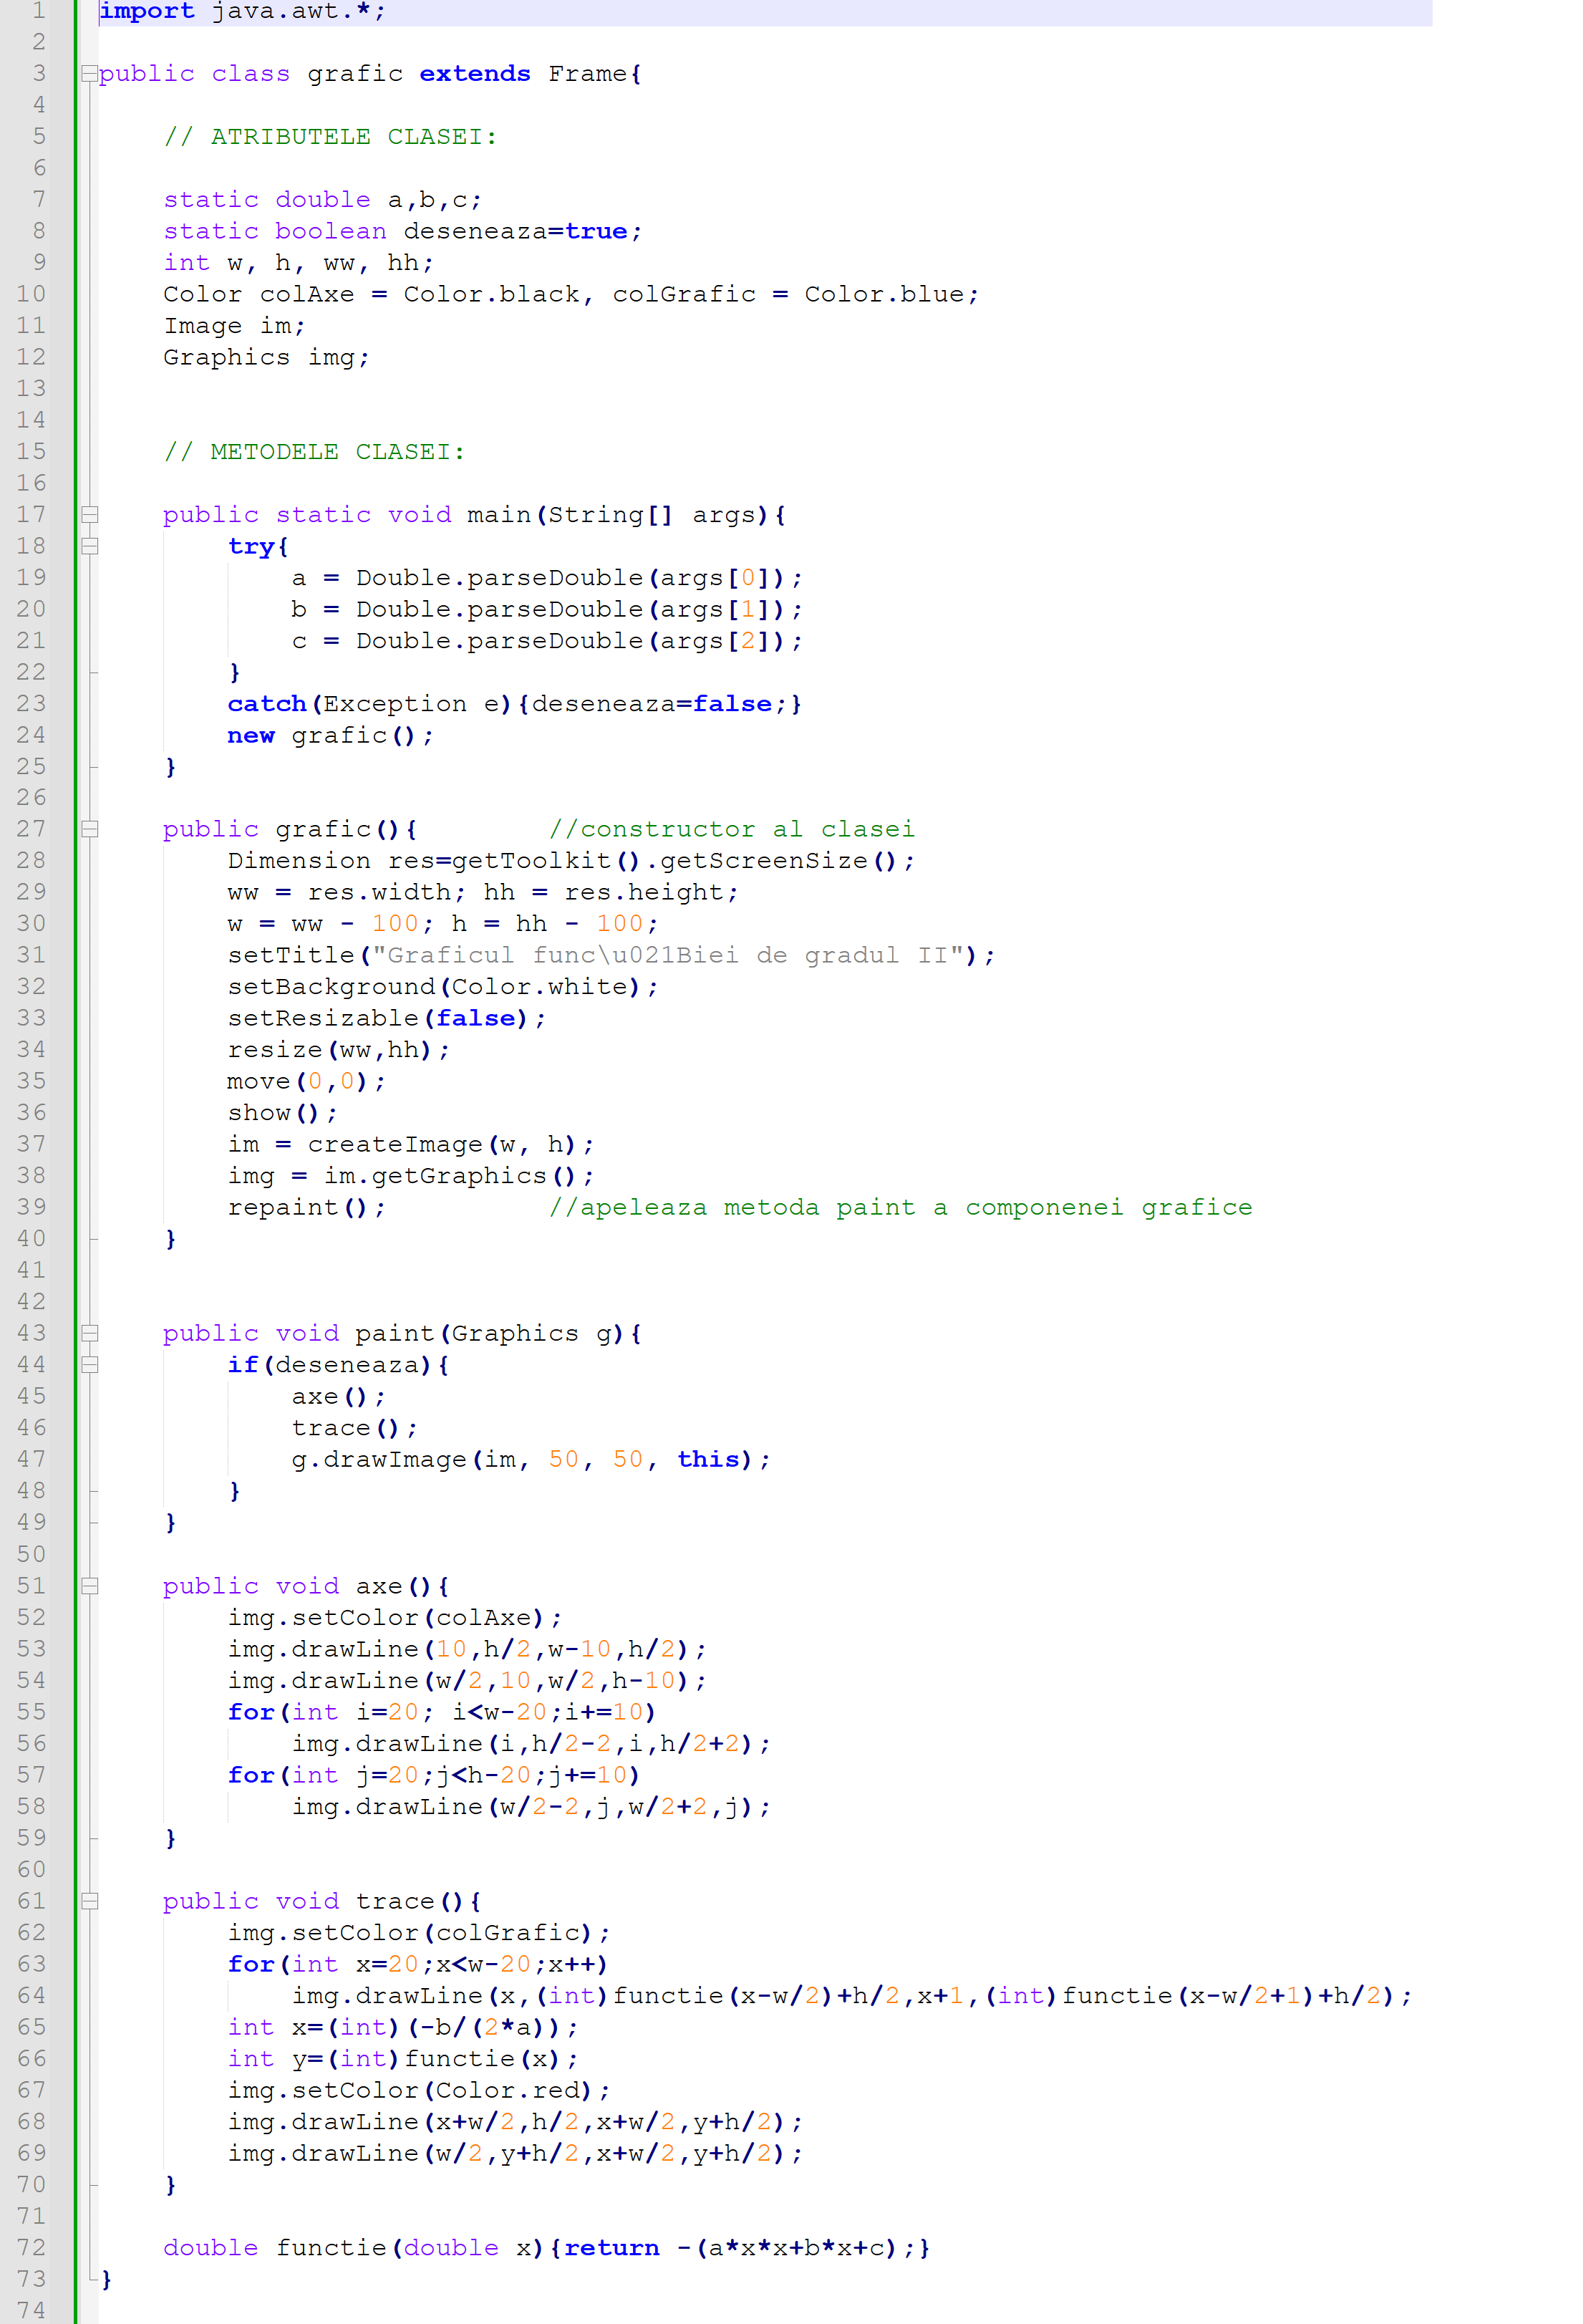 1 import java.awt.*;
2
3 public class grafic extends Frame{
4
5     // ATRIBUTELE CLASEI:
6
7     static double a,b,c;
8     static boolean deseneaza=true;
9     int w, h, ww, hh;
10     Color colAxe = Color.black, colGrafic = Color.blue;
11     Image im;
12     Graphics img;
13
14
15     // METODELE CLASEI:
16
17     public static void main(String[] args){
18         try{
19             a = Double.parseDouble(args[0]);
20             b = Double.parseDouble(args[1]);
21             c = Double.parseDouble(args[2]);
22         }
23         catch(Exception e){deseneaza=false;}
24         new grafic();
25     }
26
27     public grafic(){        //constructor al clasei
28         Dimension res=getToolkit().getScreenSize();
29         ww = res.width; hh = res.height;
30         w = ww - 100; h = hh - 100;
31         setTitle("Graficul func\u021Biei de gradul II");
32         setBackground(Color.white);
33         setResizable(false);
34         resize(ww,hh);
35         move(0,0);
36         show();
37         im = createImage(w, h);
38         img = im.getGraphics();
39         repaint();          //apeleaza metoda paint a componenei grafice
40     }
41
42
43     public void paint(Graphics g){
44         if(deseneaza){
45             axe();
46             trace();
47             g.drawImage(im, 50, 50, this);
48         }
49     }
50
51     public void axe(){
52         img.setColor(colAxe);
53         img.drawLine(10,h/2,w-10,h/2);
54         img.drawLine(w/2,10,w/2,h-10);
55         for(int i=20; i<w-20;i+=10)
56             img.drawLine(i,h/2-2,i,h/2+2);
57         for(int j=20;j<h-20;j+=10)
58             img.drawLine(w/2-2,j,w/2+2,j);
59     }
60
61     public void trace(){
62         img.setColor(colGrafic);
63         for(int x=20;x<w-20;x++)
64             img.drawLine(x,(int)functie(x-w/2)+h/2,x+1,(int)functie(x-w/2+1)+h/2);
65         int x=(int)(-b/(2*a));
66         int y=(int)functie(x);
67         img.setColor(Color.red);
68         img.drawLine(x+w/2,h/2,x+w/2,y+h/2);
69         img.drawLine(w/2,y+h/2,x+w/2,y+h/2);
70     }
71
72     double functie(double x){return -(a*x*x+b*x+c);}
73 }
74